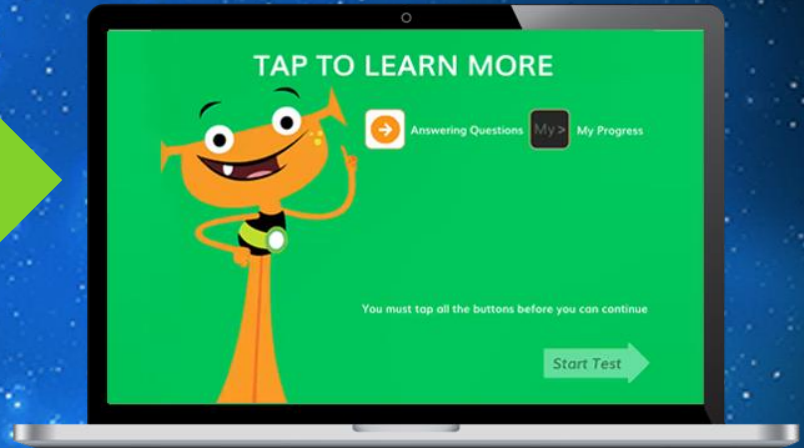 TAP TO LEARN MORE
Answering Questions My> My Progress
You must tap all the buttons before you can continue
Start Test